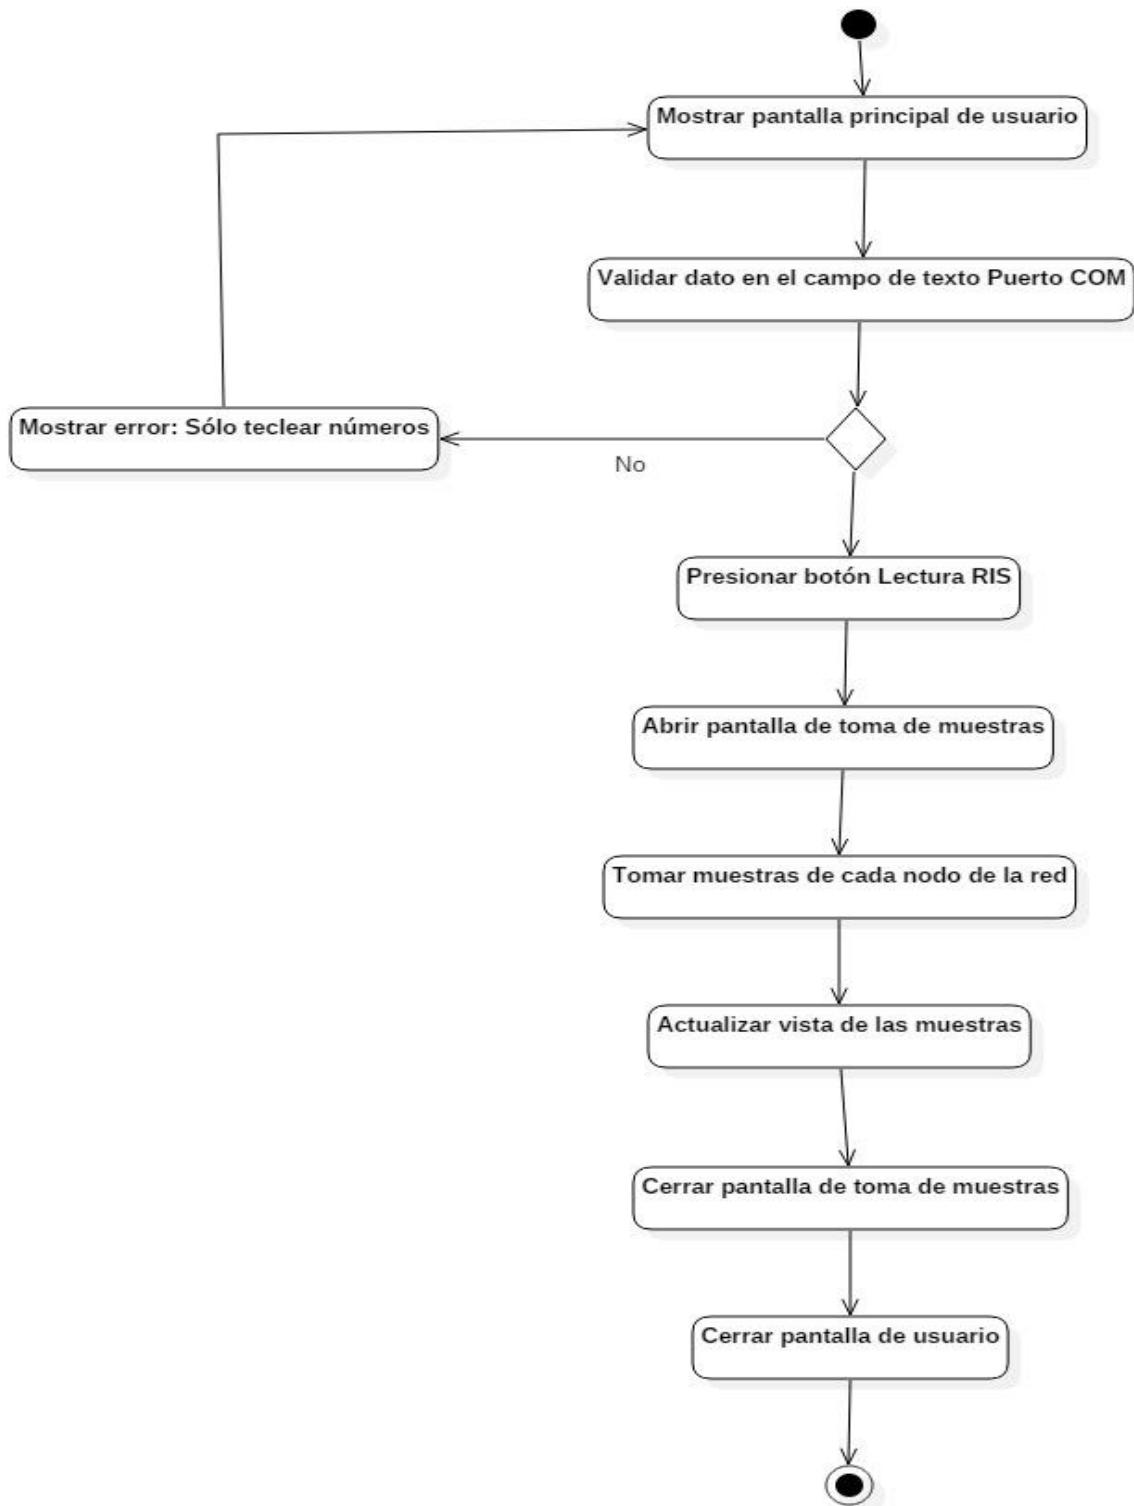 Mostrar pantalla principal de usuario
Validar dato en el campo de texto Puerto COM
Mostrar error: Sólo teclear números
No
Presionar botón Lectura RIS
Abrir pantalla de toma de muestras
Tomar muestras de cada nodo de la red
Actualizar vista de las muestras
Cerrar pantalla de toma de muestras
Cerrar pantalla de usuario